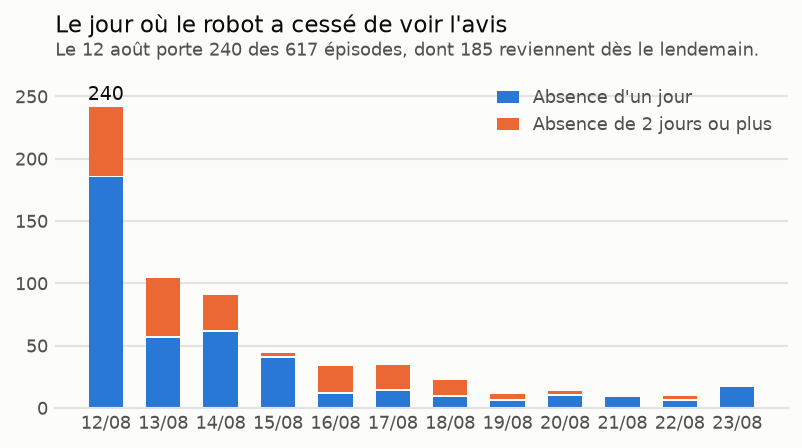 Le jour où le robot a cessé de voir l'avis
Le 12 août porte 240 des 617 épisodes, dont 185 reviennent dès le lendemain.
Absence d'un jour
Absence de 2 jours ou plus
240
250
200
150
100
50
0
12/08 13/08 14/08 15/08 16/08 17/08 18/08 19/08 20/08 21/08 22/08 23/08